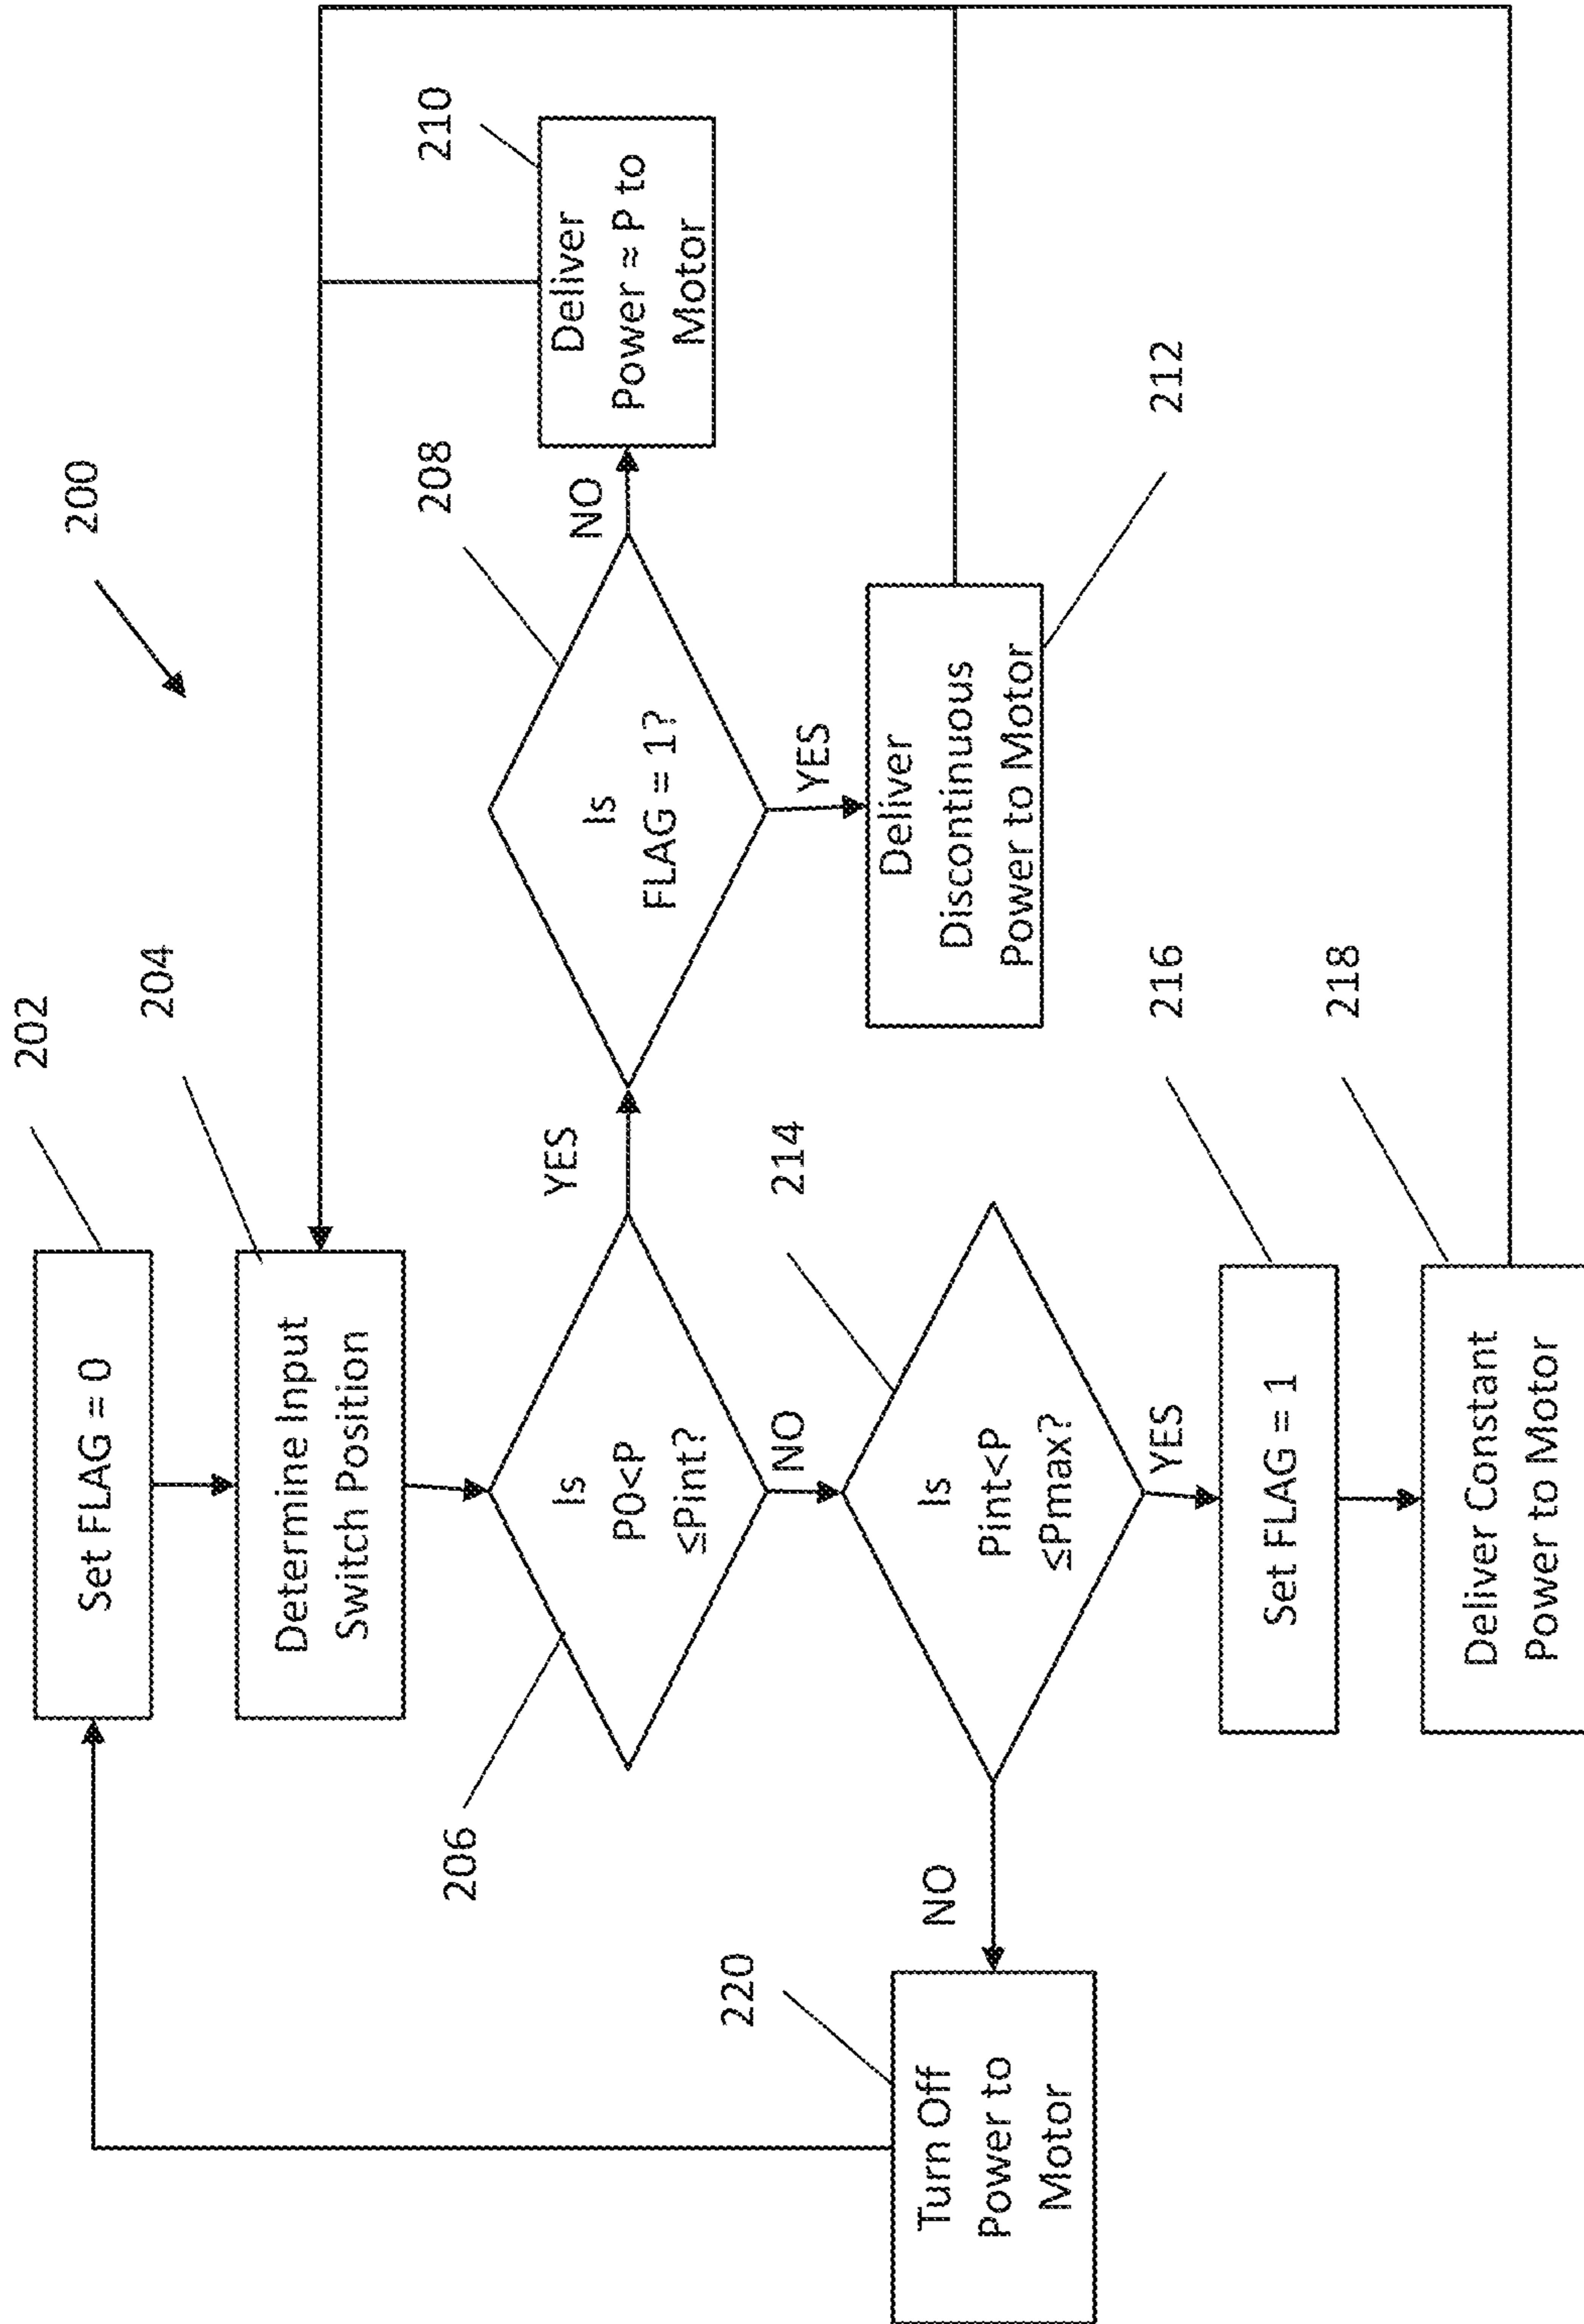 200
202
Set FLAG = 0
204
Determine Input
Switch Position
206
Is
P0<P
≤Pint?
YES
NO
208
Is
FLAG = 1?
NO
YES
210
Deliver
Power ≈ P to
Motor
212
Deliver
Discontinuous
Power to Motor
214
Is
Pint<P
≤Pmax?
NO
YES
216
Set FLAG = 1
218
Deliver Constant
Power to Motor
220
Turn Off
Power to
Motor